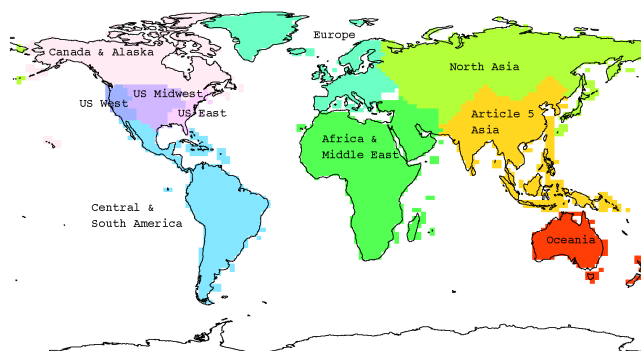 Europe
Canada & Alaska
North Asia
US Midwest
US West
US East
Article 5
Asia
Africa &
Middle East
Central &
South America
Oceania